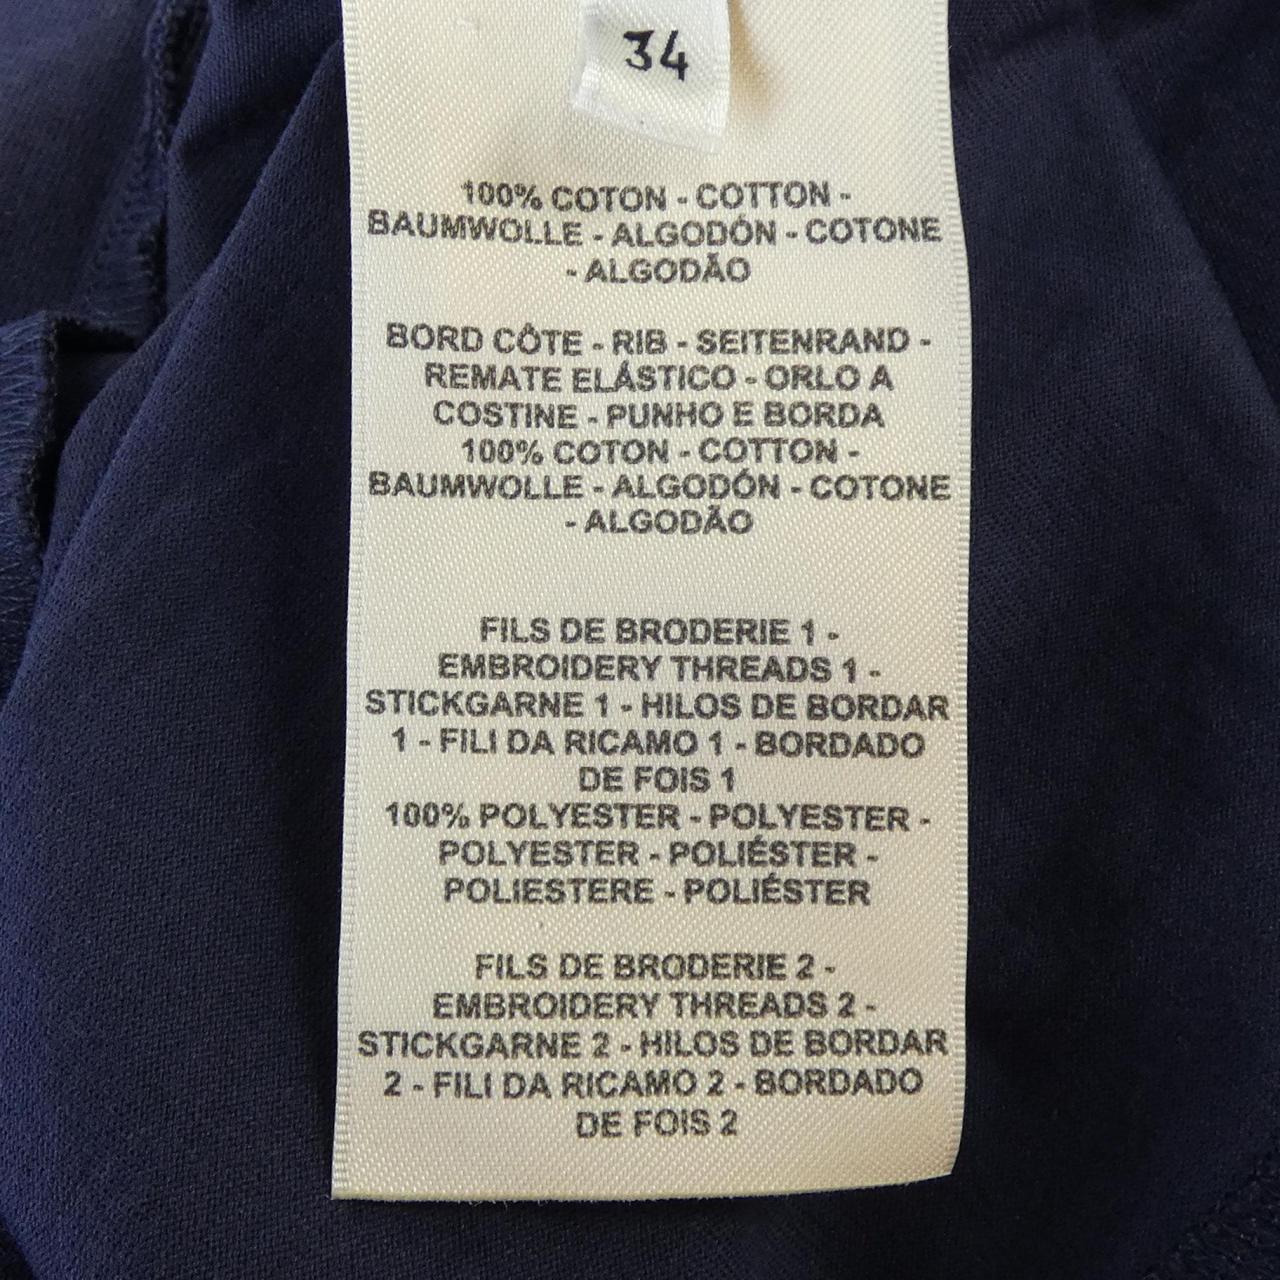 34
100% COTON - COTTON -
BAUMWOLLE - ALGODÓN - COTONE
- ALGODÃO
BORD CÔTE - RIB - SEITENRAND -
REMATE ELÁSTICO - ORLO A
COSTINE - PUNHO E BORDA
100% COTON - COTTON -
BAUMWOLLE - ALGODÓN - COTONE
- ALGODÃO
FILS DE BRODERIE 1 -
EMBROIDERY THREADS 1 -
STICKGARNE 1 - HILOS DE BORDAR
1 - FILI DA RICAMO 1 - BORDADO
DE FOIS 1
100% POLYESTER - POLYESTER -
POLYESTER - POLIÉSTER -
POLIESTERE - POLIÉSTER
FILS DE BRODERIE 2 -
EMBROIDERY THREADS 2 -
STICKGARNE 2 - HILOS DE BORDAR
2 - FILI DA RICAMO 2 - BORDADO
DE FOIS 2